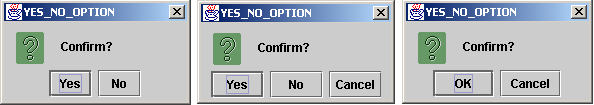 YES_NO_OPTION
Confirm?
Yes No
YES_NO_OPTION
Confirm?
Yes No Cancel
YES_NO_OPTION
Confirm?
OK Cancel